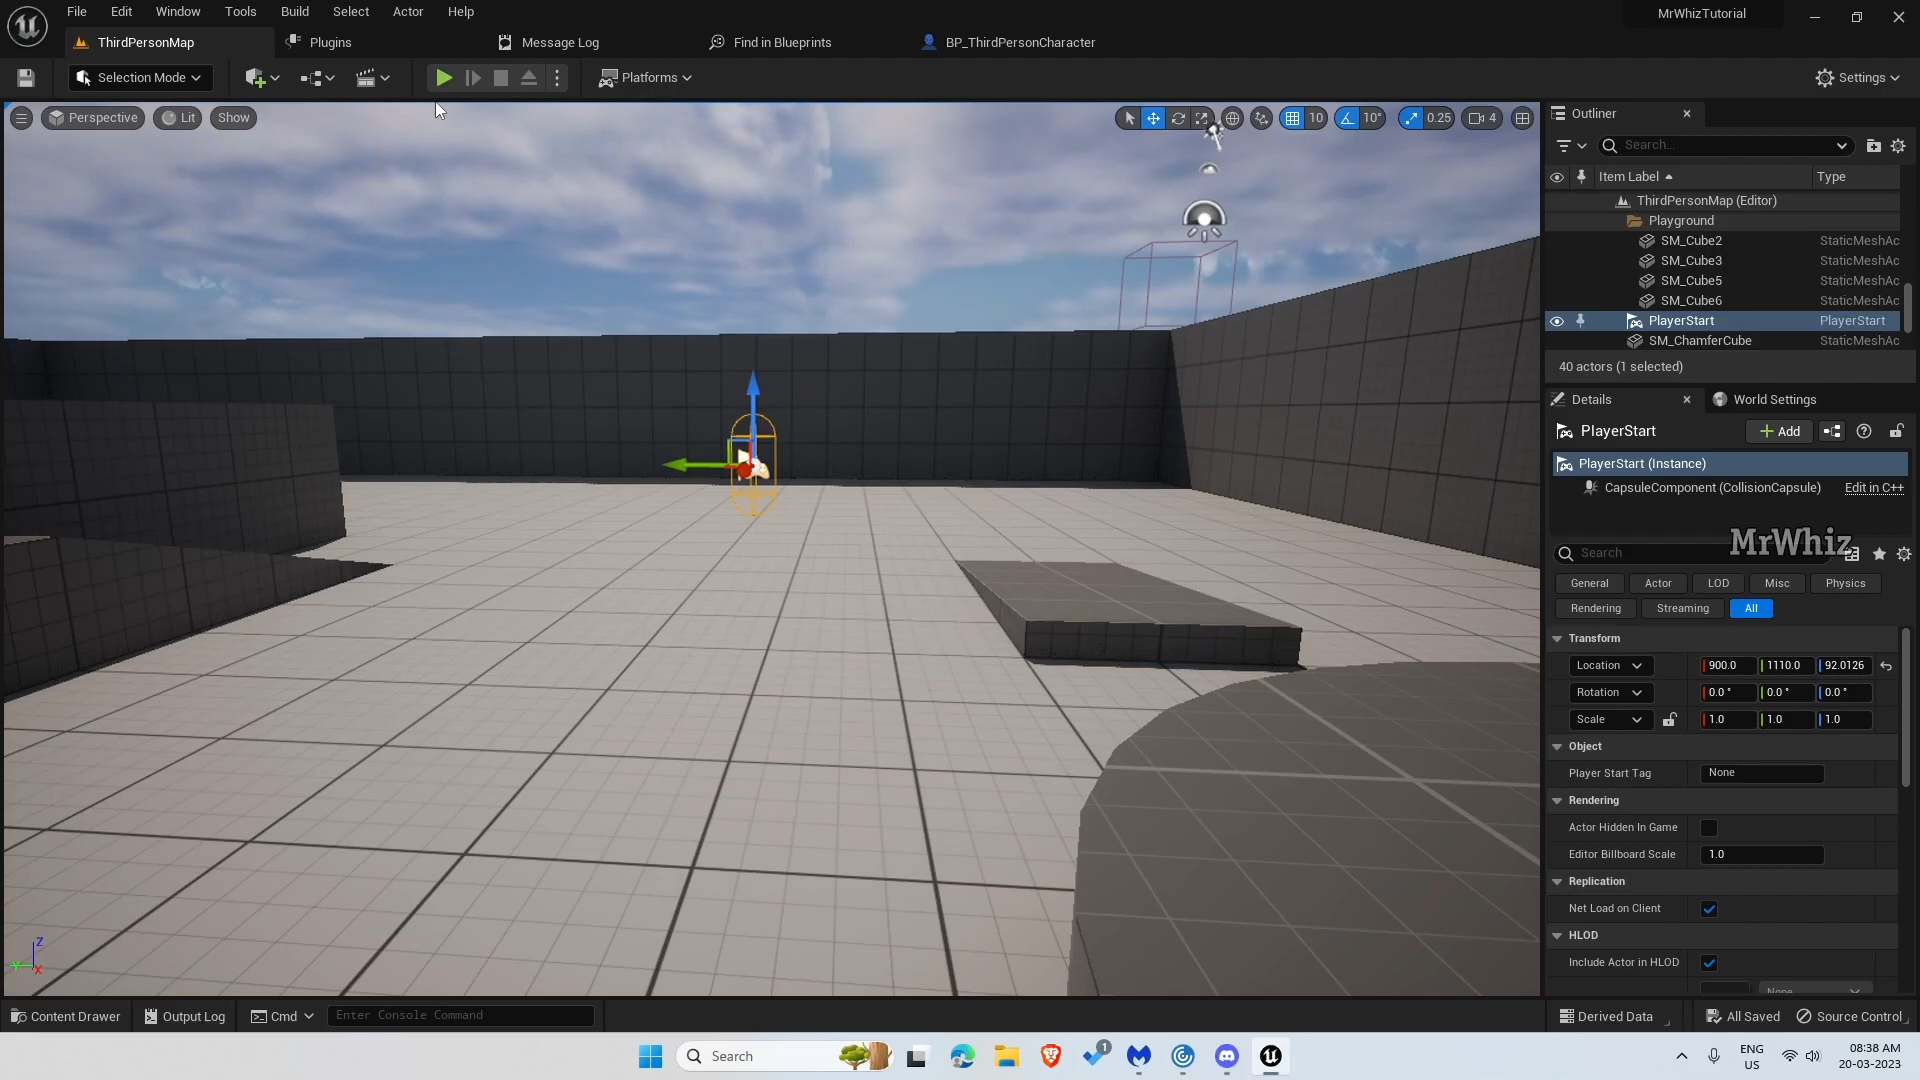 File Edit Window Tools Build Select Actor Help
MrWhizTutorial
ThirdPersonMap Plugins Message Log Find in Blueprints BP_ThirdPersonCharacter
Selection Mode Platforms Settings
Perspective Lit Show 10 10° 0.25 4
Outliner
Search...
Item Label Type
ThirdPersonMap (Editor)
Playground
SM_Cube2 StaticMeshAc
SM_Cube3 StaticMeshAc
SM_Cube5 StaticMeshAc
SM_Cube6 StaticMeshAc
PlayerStart PlayerStart
SM_ChamferCube StaticMeshAc
40 actors (1 selected)
Details World Settings
PlayerStart Add
PlayerStart (Instance)
CapsuleComponent (CollisionCapsule) Edit in C++
MrWhiz
Search
General Actor LOD Misc Physics
Rendering Streaming All
Transform
Location 900.0 1110.0 92.0126
Rotation 0.0 ° 0.0 ° 0.0 °
Scale 1.0 1.0 1.0
Object
Player Start Tag None
Rendering
Actor Hidden In Game
Editor Billboard Scale 1.0
Replication
Net Load on Client
HLOD
Include Actor in HLOD
None
Z
Y X
Content Drawer Output Log Cmd Enter Console Command Derived Data All Saved Source Control
Search 1 ENG 08:38 AM
US 20-03-2023